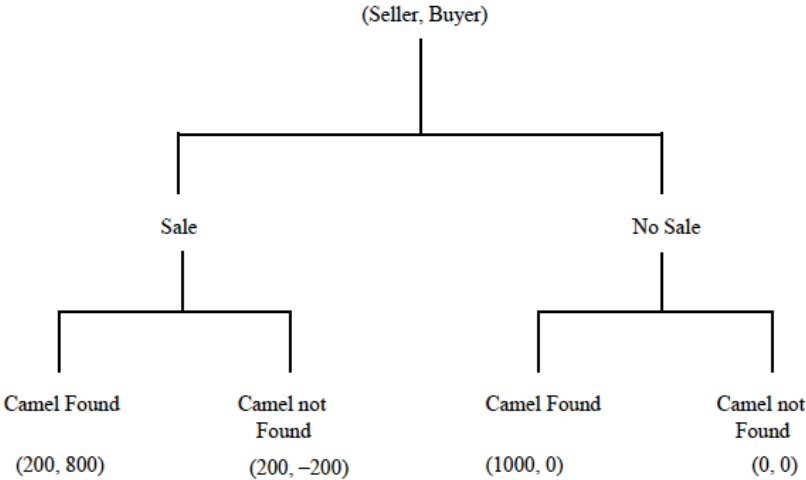 (Seller, Buyer)
Sale
No Sale
Camel Found
Camel not
Found
Camel Found
Camel not
Found
(200, 800)
(200, –200)
(1000, 0)
(0, 0)